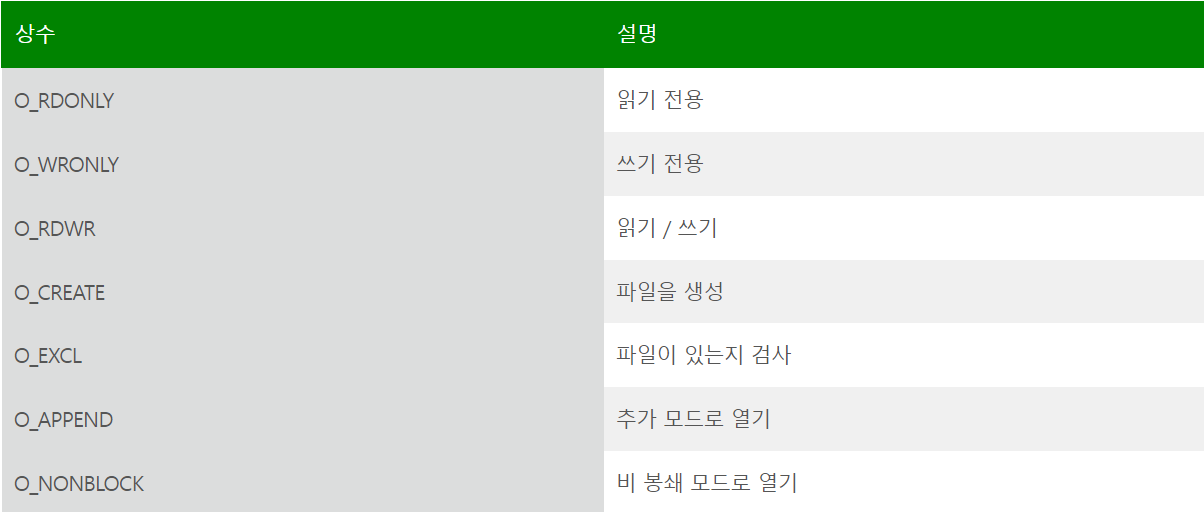 상수 설명
O_RDONLY 읽기 전용
O_WRONLY 쓰기 전용
O_RDWR 읽기 / 쓰기
O_CREATE 파일을 생성
O_EXCL 파일이 있는지 검사
O_APPEND 추가 모드로 열기
O_NONBLOCK 비 봉쇄 모드로 열기